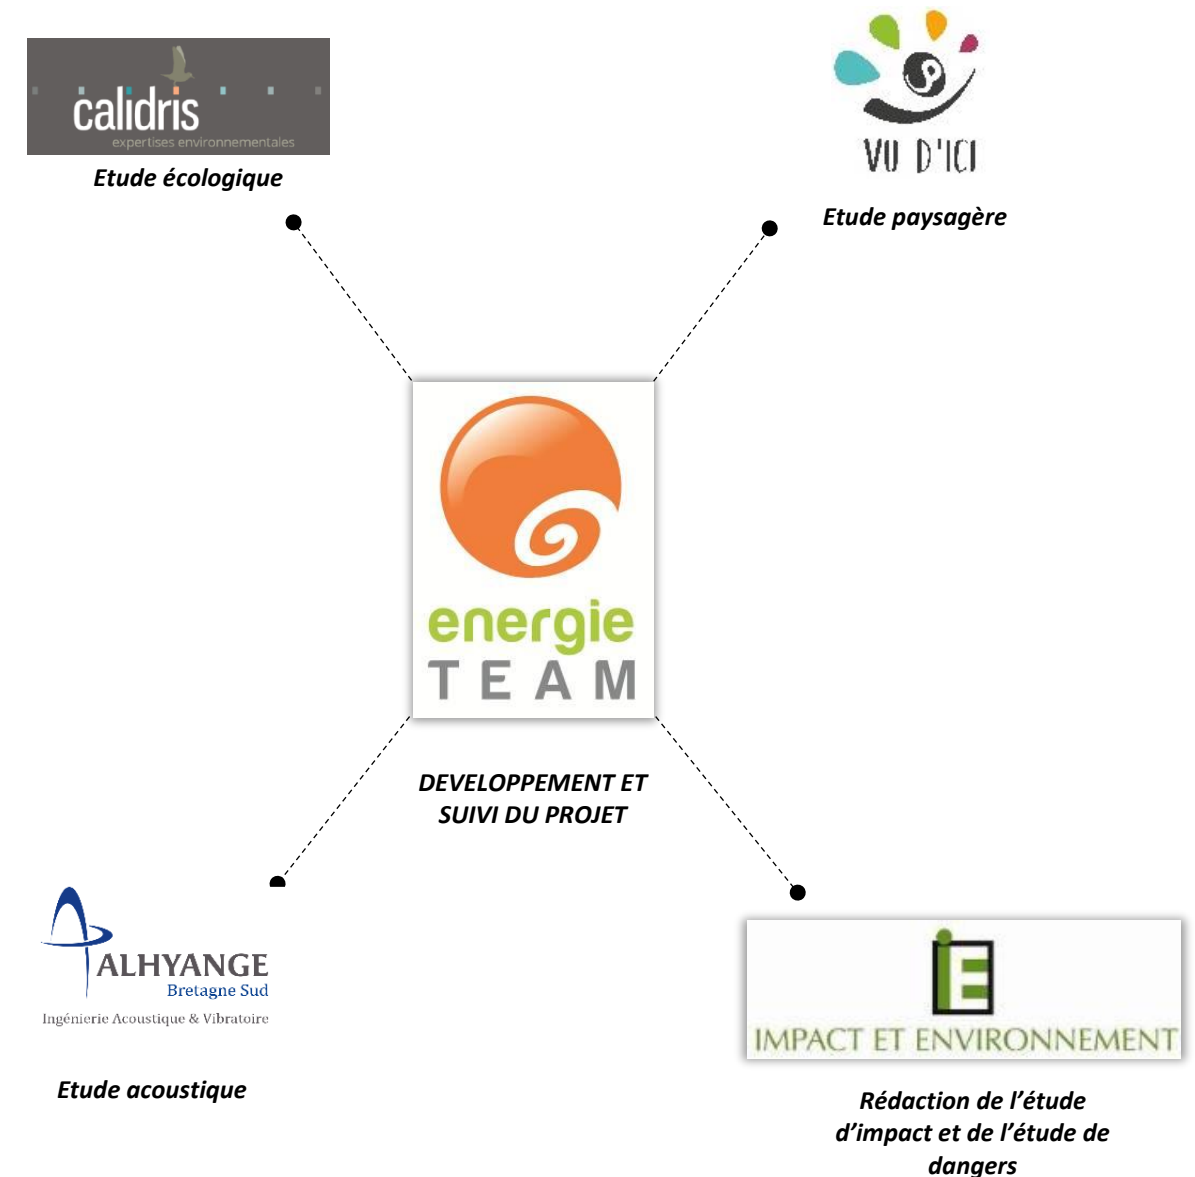 calidris
expertises environnementales
Etude écologique
VU D'ICI
Etude paysagère
energie
TEAM
DEVELOPPEMENT ET
SUIVI DU PROJET
ALHYANGE
Bretagne Sud
Ingénierie Acoustique & Vibratoire
Etude acoustique
iE
IMPACT ET ENVIRONNEMENT
Rédaction de l’étude
d’impact et de l’étude de
dangers